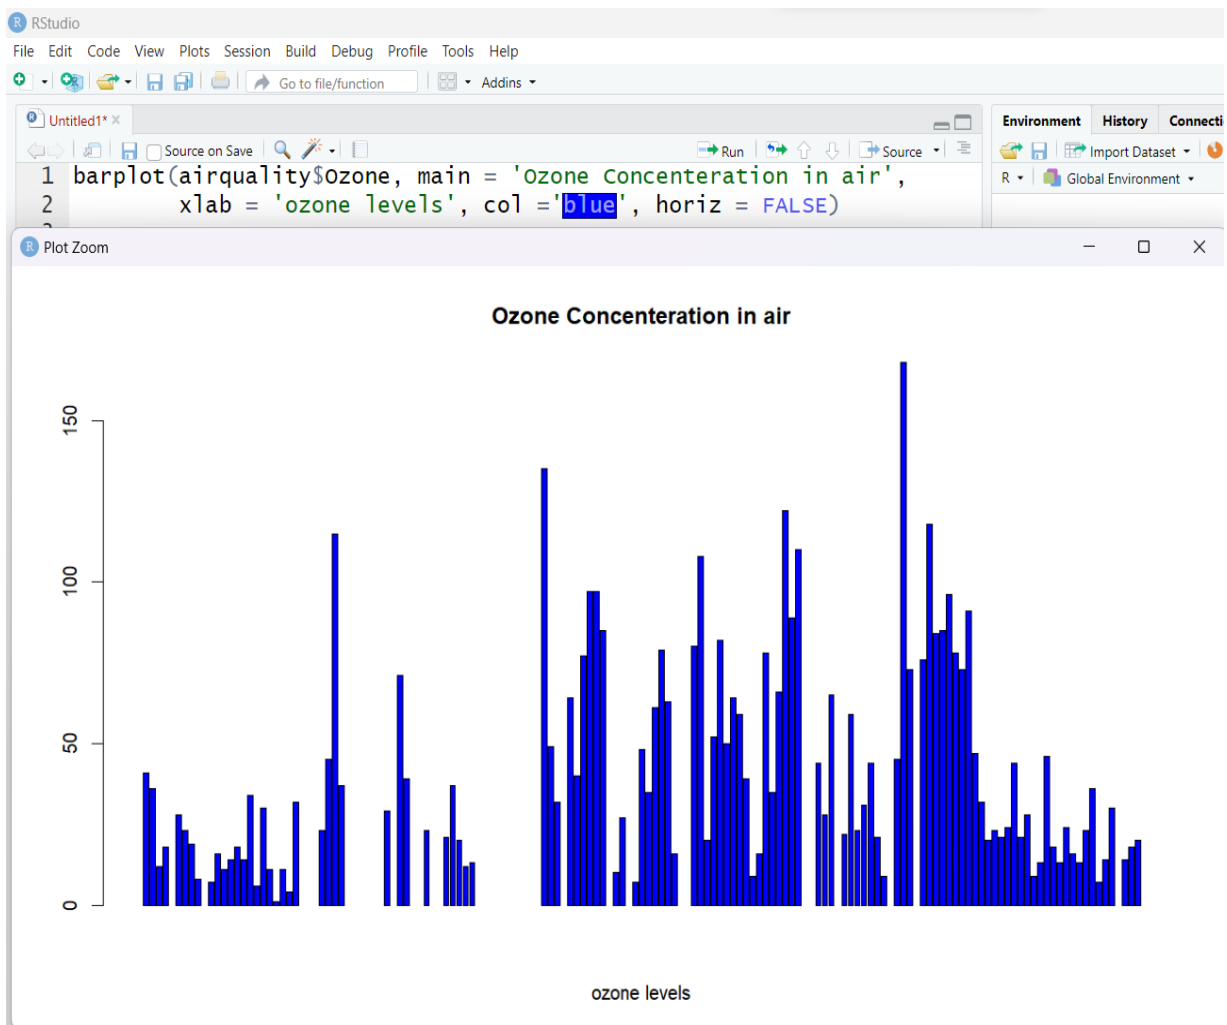 RStudio
File Edit Code View Plots Session Build Debug Profile Tools Help
Go to file/function Addins
Untitled1* Environment History Connecti
Source on Save Run Source Import Dataset
1 barplot(airquality$Ozone, main = 'Ozone Concenteration in air', R Global Environment
2 xlab = 'ozone levels', col ='blue', horiz = FALSE)
Plot Zoom
Ozone Concenteration in air
150
100
50
0
ozone levels